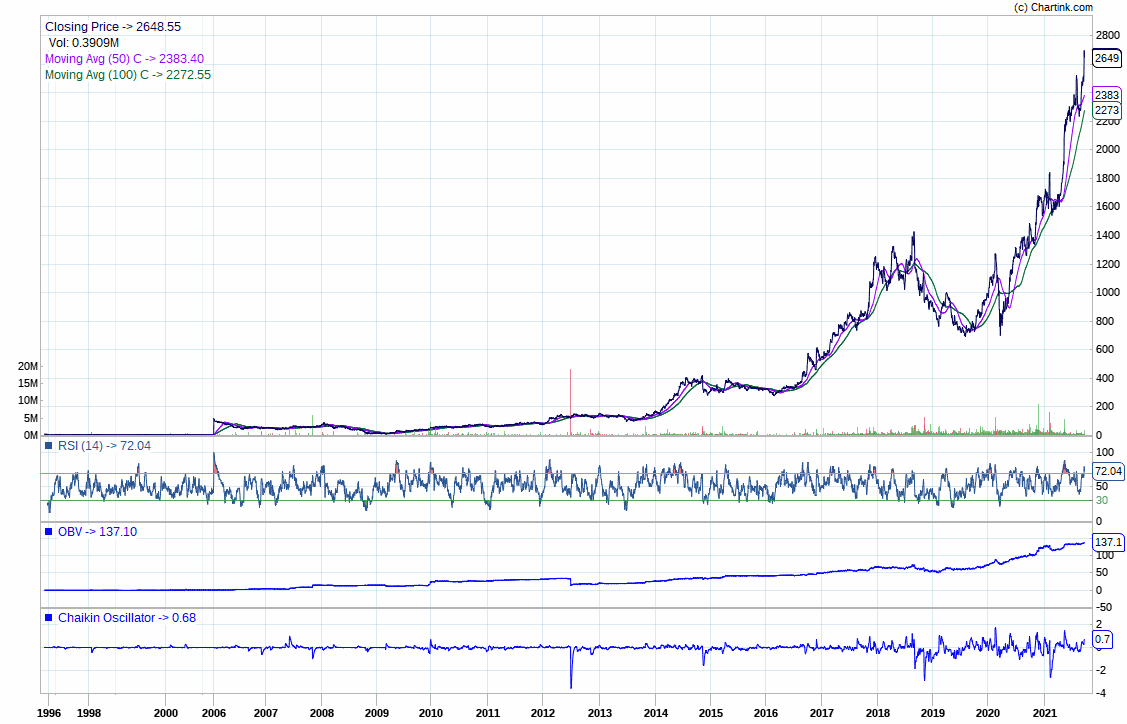 (c) Chartink.com
Closing Price -> 2648.55
Vol: 0.3909M
Moving Avg (50) C -> 2383.40
Moving Avg (100) C -> 2272.55
2800
2649
2383
2273
2200
2000
1800
1600
1400
1200
1000
800
600
400
200
0
20M
15M
10M
5M
0M
RSI (14) -> 72.04
100
72.04
50
30
0
OBV -> 137.10
137.1
100
50
0
-50
Chaikin Oscillator -> 0.68
2
0.7
-2
-4
1996 1998 2000 2006 2007 2008 2009 2010 2011 2012 2013 2014 2015 2016 2017 2018 2019 2020 2021